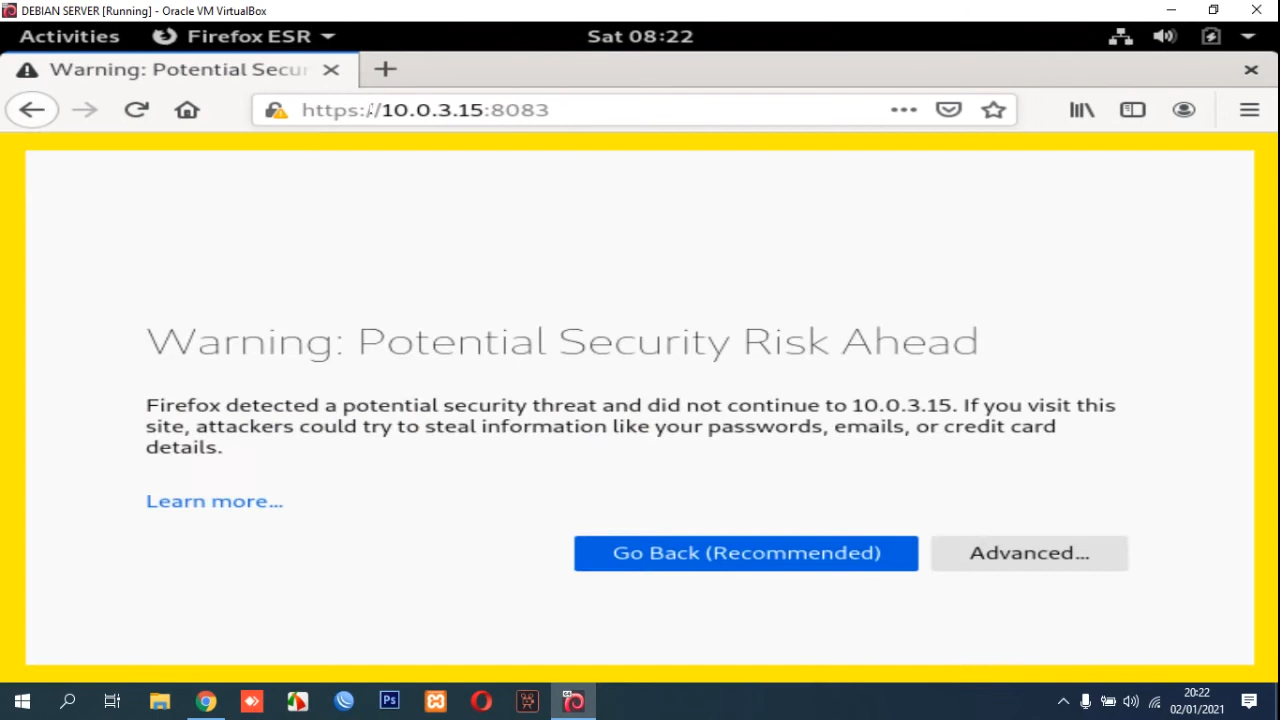 DEBIAN SERVER [Running] - Oracle VM VirtualBox
Activities Firefox ESR Sat 08:22
Warning: Potential Secur
https://10.0.3.15:8083
Warning: Potential Security Risk Ahead
Firefox detected a potential security threat and did not continue to 10.0.3.15. If you visit this
site, attackers could try to steal information like your passwords, emails, or credit card
details.
Learn more…
Go Back (Recommended) Advanced…
Ps
20:22
02/01/2021